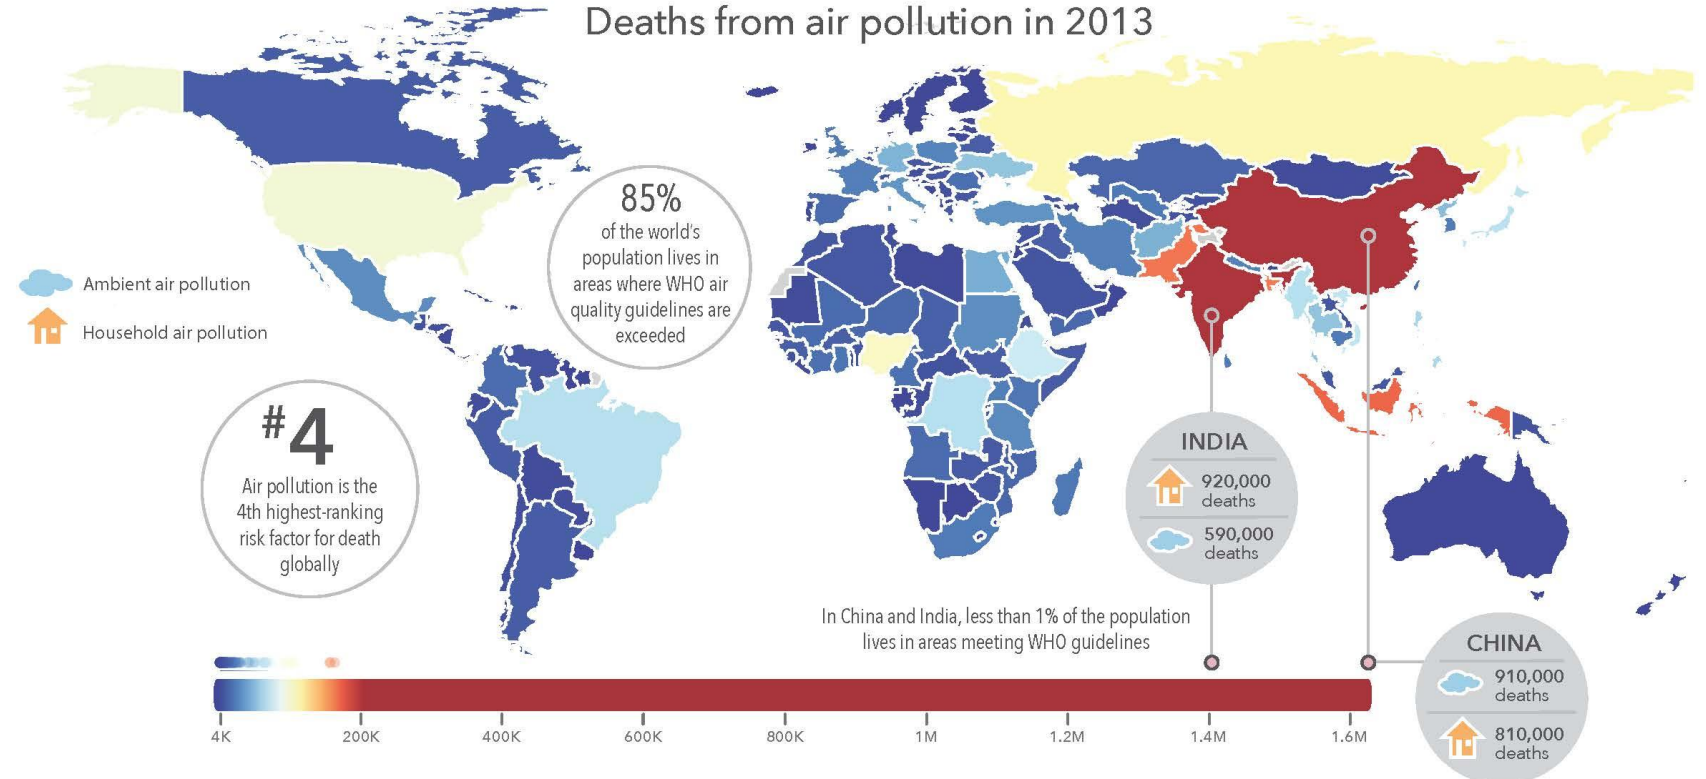 Deaths from air pollution in 2013
85%
of the world's
population lives in
areas where WHO air
quality guidelines are
exceeded
Ambient air pollution
Household air pollution
#4
Air pollution is the
4th highest-ranking
risk factor for death
globally
INDIA
920,000
deaths
590,000
deaths
In China and India, less than 1% of the population
lives in areas meeting WHO guidelines
CHINA
910,000
deaths
810,000
deaths
4K 200K 400K 600K 800K 1M 1.2M 1.4M 1.6M